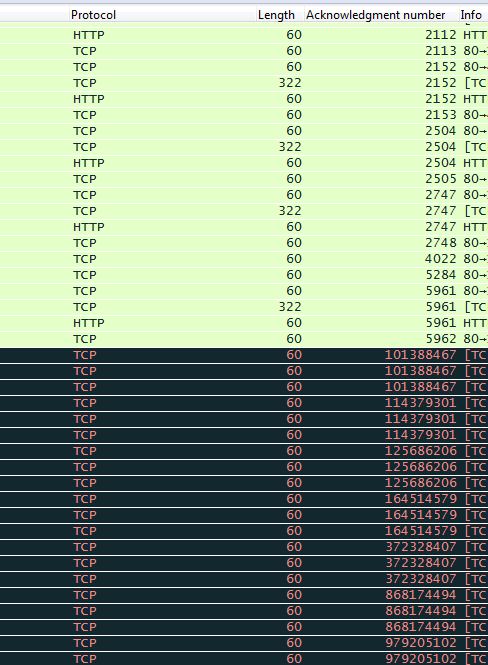 Protocol Length Acknowledgment number Info
HTTP 60 2112 HTT
TCP 60 2113 80→
TCP 60 2152 80→
TCP 322 2152 [TC
HTTP 60 2152 HTT
TCP 60 2153 80→
TCP 60 2504 80→
TCP 322 2504 [TC
HTTP 60 2504 HTT
TCP 60 2505 80→
TCP 60 2747 80→
TCP 322 2747 [TC
HTTP 60 2747 HTT
TCP 60 2748 80→
TCP 60 4022 80→
TCP 60 5284 80→
TCP 60 5961 80→
TCP 322 5961 [TC
HTTP 60 5961 HTT
TCP 60 5962 80→
TCP 60 101388467 [TC
TCP 60 101388467 [TC
TCP 60 101388467 [TC
TCP 60 114379301 [TC
TCP 60 114379301 [TC
TCP 60 114379301 [TC
TCP 60 125686206 [TC
TCP 60 125686206 [TC
TCP 60 125686206 [TC
TCP 60 164514579 [TC
TCP 60 164514579 [TC
TCP 60 164514579 [TC
TCP 60 372328407 [TC
TCP 60 372328407 [TC
TCP 60 372328407 [TC
TCP 60 868174494 [TC
TCP 60 868174494 [TC
TCP 60 868174494 [TC
TCP 60 979205102 [TC
TCP 60 979205102 [TC